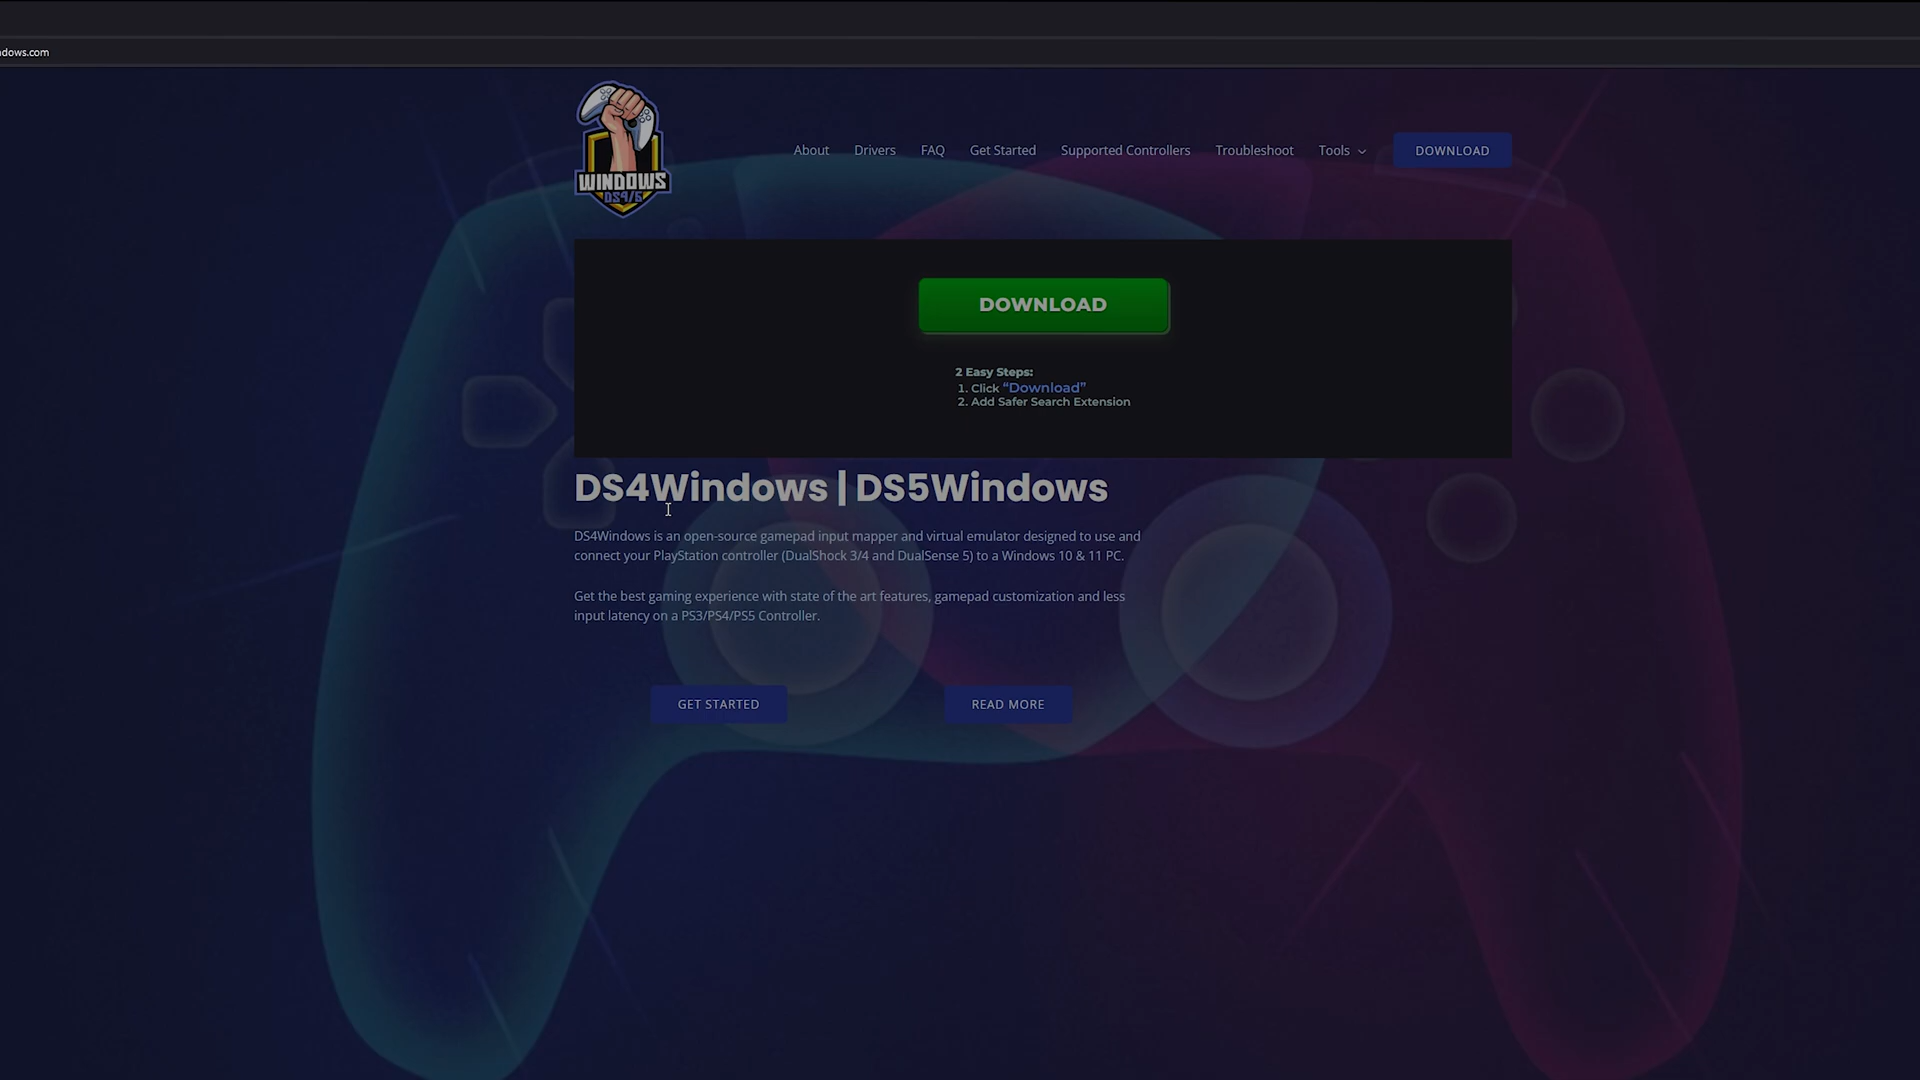 ndows.com
WINDOWS
DS4/5
About Drivers FAQ Get Started Supported Controllers Troubleshoot Tools DOWNLOAD
DOWNLOAD
2 Easy Steps:
1. Click “Download”
2. Add Safer Search Extension
DS4Windows | DS5Windows
DS4Windows is an open-source gamepad input mapper and virtual emulator designed to use and
connect your PlayStation controller (DualShock 3/4 and DualSense 5) to a Windows 10 & 11 PC.
Get the best gaming experience with state of the art features, gamepad customization and less
input latency on a PS3/PS4/PS5 Controller.
GET STARTED READ MORE